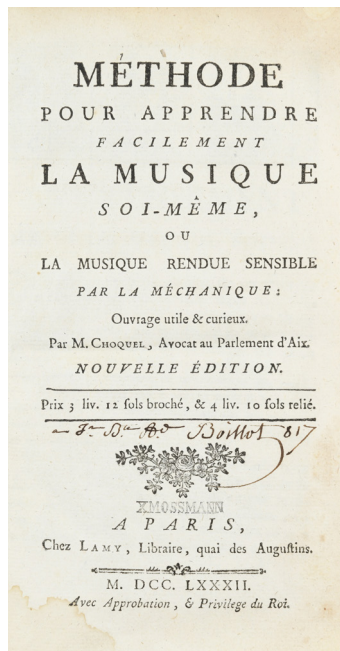 MÉTHODE
POUR APPRENDRE
FACILEMENT
LA MUSIQUE
SOI-MÊME,
OU
LA MUSIQUE RENDUE SENSIBLE
PAR LA MÉCHANIQUE :
Ouvrage utile & curieux.
Par M. CHOQUEL, Avocat au Parlement d'Aix.
NOUVELLE ÉDITION.
Prix 3 liv. 12 ſols broché, & 4 liv. 10 ſols relié.
Boillot 817
XMOSSMANN
A PARIS,
Chez LAMY, Libraire, quai des Auguſtins.
M. DCC. LXXXII.
Avec Approbation, & Privilege du Roi.